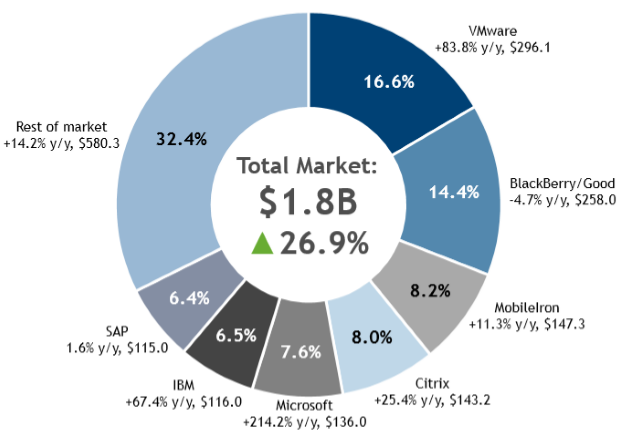 VMware
+83.8% y/y, $296.1
16.6%
BlackBerry/Good
-4.7% y/y, $258.0
14.4%
MobileIron
+11.3% y/y, $147.3
8.2%
Citrix
+25.4% y/y, $143.2
8.0%
Microsoft
+214.2% y/y, $136.0
7.6%
IBM
+67.4% y/y, $116.0
6.5%
SAP
1.6% y/y, $115.0
6.4%
Rest of market
+14.2% y/y, $580.3
32.4%
Total Market:
$1.8B
▲ 26.9%